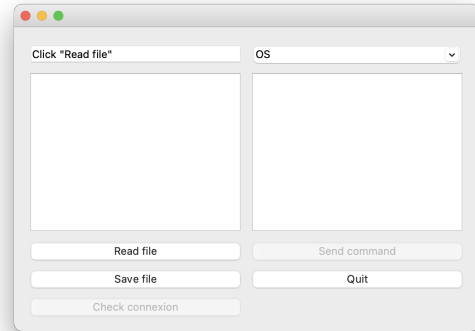 Click "Read file"
OS
Read file
Send command
Save file
Quit
Check connexion